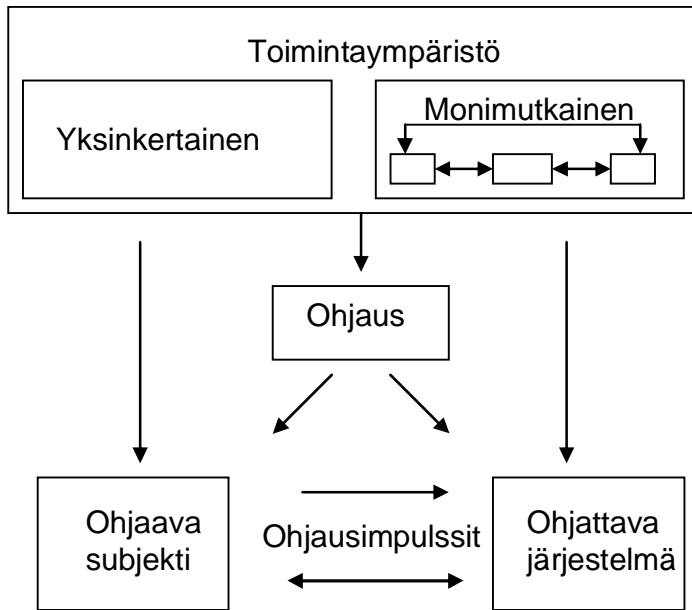 Toimintaympäristö
Yksinkertainen
Monimutkainen
Ohjaus
Ohjaava
subjekti
Ohjausimpulssit
Ohjattava
järjestelmä